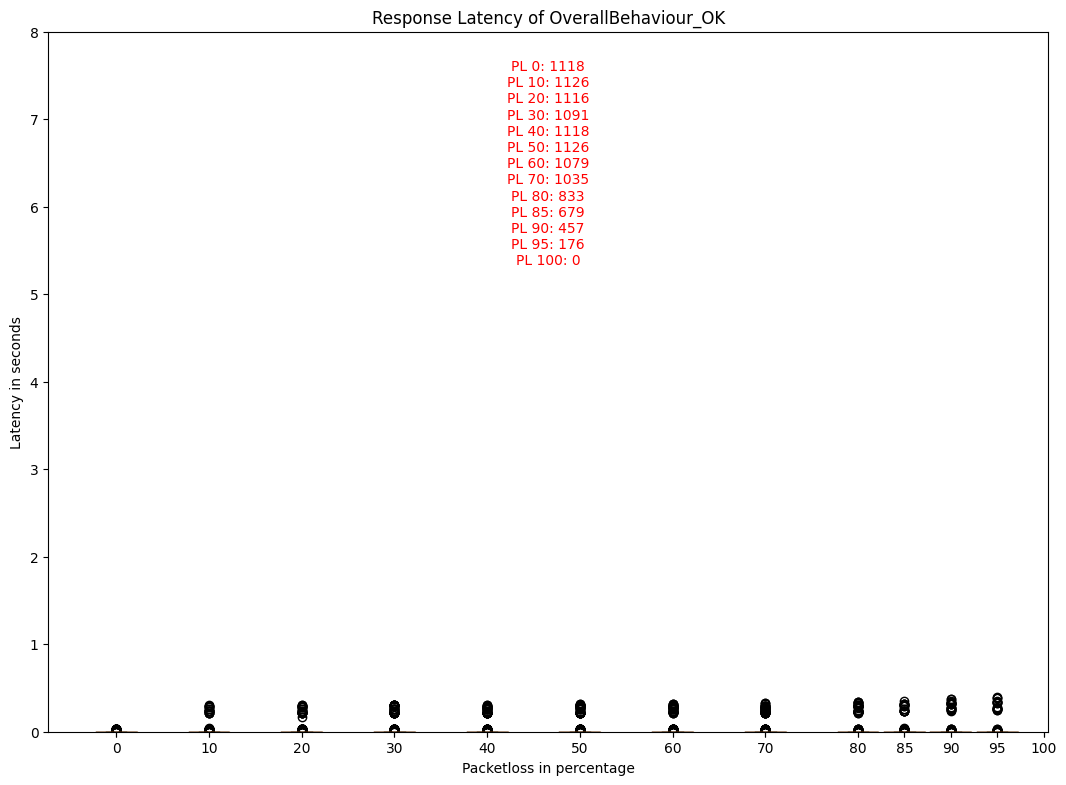 Response Latency of OverallBehaviour_OK
8
7
6
5
4
3
2
1
0
Latency in seconds
PL 0: 1118
PL 10: 1126
PL 20: 1116
PL 30: 1091
PL 40: 1118
PL 50: 1126
PL 60: 1079
PL 70: 1035
PL 80: 833
PL 85: 679
PL 90: 457
PL 95: 176
PL 100: 0
0 10 20 30 40 50 60 70 80 85 90 95 100
Packetloss in percentage